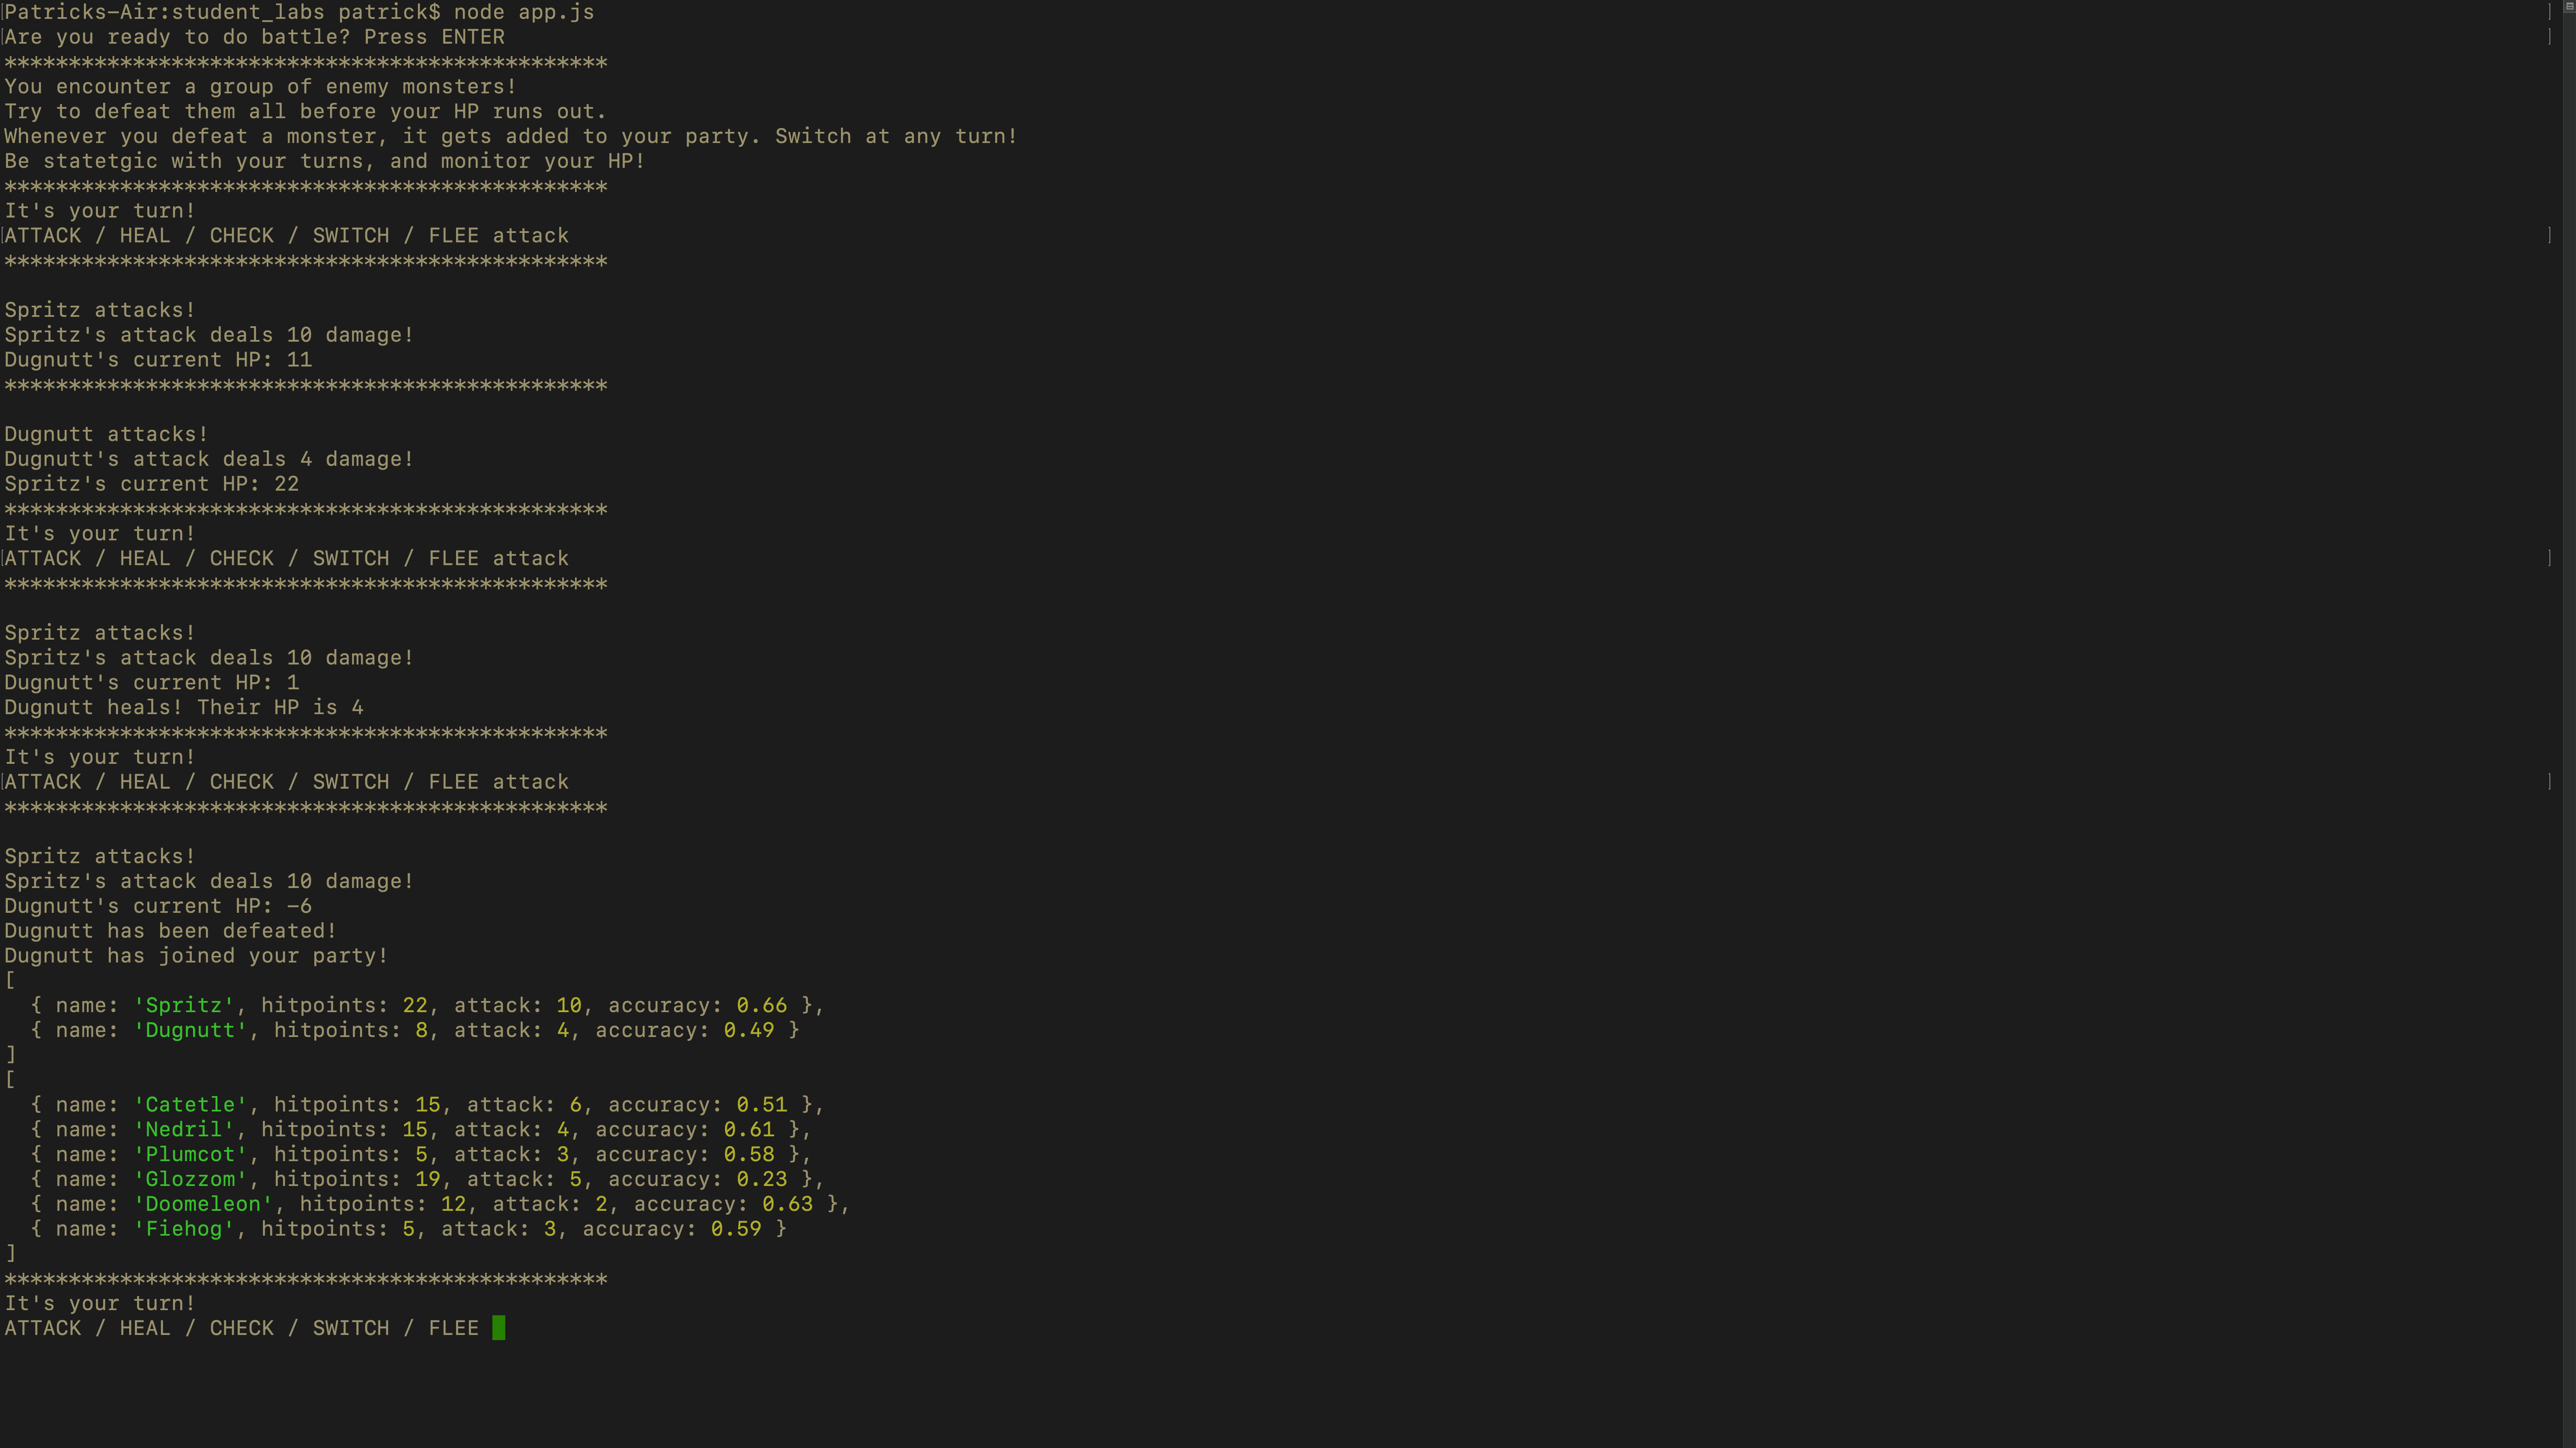 Patricks-Air:student_labs patrick$ node app.js
Are you ready to do battle? Press ENTER
***********************************************
You encounter a group of enemy monsters!
Try to defeat them all before your HP runs out.
Whenever you defeat a monster, it gets added to your party. Switch at any turn!
Be statetgic with your turns, and monitor your HP!
***********************************************
It's your turn!
ATTACK / HEAL / CHECK / SWITCH / FLEE attack
***********************************************
Spritz attacks!
Spritz's attack deals 10 damage!
Dugnutt's current HP: 11
***********************************************
Dugnutt attacks!
Dugnutt's attack deals 4 damage!
Spritz's current HP: 22
***********************************************
It's your turn!
ATTACK / HEAL / CHECK / SWITCH / FLEE attack
***********************************************
Spritz attacks!
Spritz's attack deals 10 damage!
Dugnutt's current HP: 1
Dugnutt heals! Their HP is 4
***********************************************
It's your turn!
ATTACK / HEAL / CHECK / SWITCH / FLEE attack
***********************************************
Spritz attacks!
Spritz's attack deals 10 damage!
Dugnutt's current HP: -6
Dugnutt has been defeated!
Dugnutt has joined your party!
[
  { name: 'Spritz', hitpoints: 22, attack: 10, accuracy: 0.66 },
  { name: 'Dugnutt', hitpoints: 8, attack: 4, accuracy: 0.49 }
]
[
  { name: 'Catetle', hitpoints: 15, attack: 6, accuracy: 0.51 },
  { name: 'Nedril', hitpoints: 15, attack: 4, accuracy: 0.61 },
  { name: 'Plumcot', hitpoints: 5, attack: 3, accuracy: 0.58 },
  { name: 'Glozzom', hitpoints: 19, attack: 5, accuracy: 0.23 },
  { name: 'Doomeleon', hitpoints: 12, attack: 2, accuracy: 0.63 },
  { name: 'Fiehog', hitpoints: 5, attack: 3, accuracy: 0.59 }
]
***********************************************
It's your turn!
ATTACK / HEAL / CHECK / SWITCH / FLEE